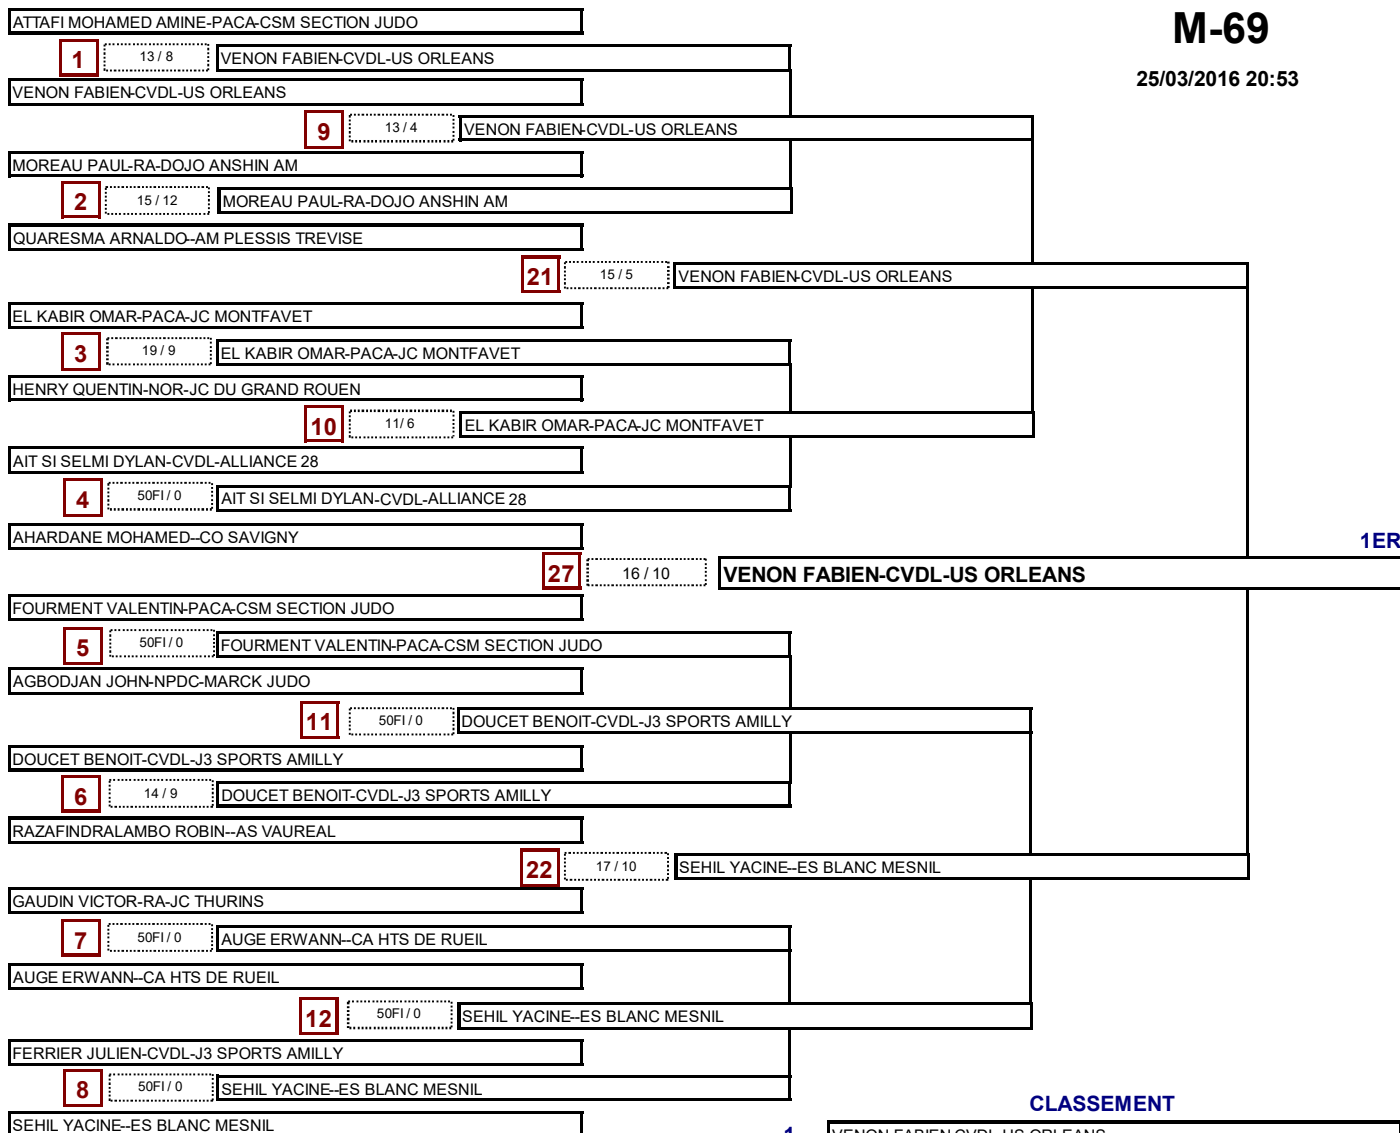 M-69
25/03/2016 20:53
ATTAFI MOHAMED AMINE-PACA-CSM SECTION JUDO
1 13 / 8 VENON FABIEN-CVDL-US ORLEANS
VENON FABIEN-CVDL-US ORLEANS
9 13 / 4 VENON FABIEN-CVDL-US ORLEANS
MOREAU PAUL-RA-DOJO ANSHIN AM
2 15 / 12 MOREAU PAUL-RA-DOJO ANSHIN AM
QUARESMA ARNALDO--AM PLESSIS TREVISE
21 15 / 5 VENON FABIEN-CVDL-US ORLEANS
EL KABIR OMAR-PACA-JC MONTFAVET
3 19 / 9 EL KABIR OMAR-PACA-JC MONTFAVET
HENRY QUENTIN-NOR-JC DU GRAND ROUEN
10 11/ 6 EL KABIR OMAR-PACA-JC MONTFAVET
AIT SI SELMI DYLAN-CVDL-ALLIANCE 28
4 50FI / 0 AIT SI SELMI DYLAN-CVDL-ALLIANCE 28
AHARDANE MOHAMED--CO SAVIGNY
1ER
27 16 / 10 VENON FABIEN-CVDL-US ORLEANS
FOURMENT VALENTIN-PACA-CSM SECTION JUDO
5 50FI / 0 FOURMENT VALENTIN-PACA-CSM SECTION JUDO
AGBODJAN JOHN-NPDC-MARCK JUDO
11 50FI / 0 DOUCET BENOIT-CVDL-J3 SPORTS AMILLY
DOUCET BENOIT-CVDL-J3 SPORTS AMILLY
6 14 / 9 DOUCET BENOIT-CVDL-J3 SPORTS AMILLY
RAZAFINDRALAMBO ROBIN--AS VAUREAL
22 17 / 10 SEHIL YACINE--ES BLANC MESNIL
GAUDIN VICTOR-RA-JC THURINS
7 50FI / 0 AUGE ERWANN--CA HTS DE RUEIL
AUGE ERWANN--CA HTS DE RUEIL
12 50FI / 0 SEHIL YACINE--ES BLANC MESNIL
FERRIER JULIEN-CVDL-J3 SPORTS AMILLY
8 50FI / 0 SEHIL YACINE--ES BLANC MESNIL
CLASSEMENT
SEHIL YACINE--ES BLANC MESNIL
1 VENON FABIEN-CVDL-US ORLEANS